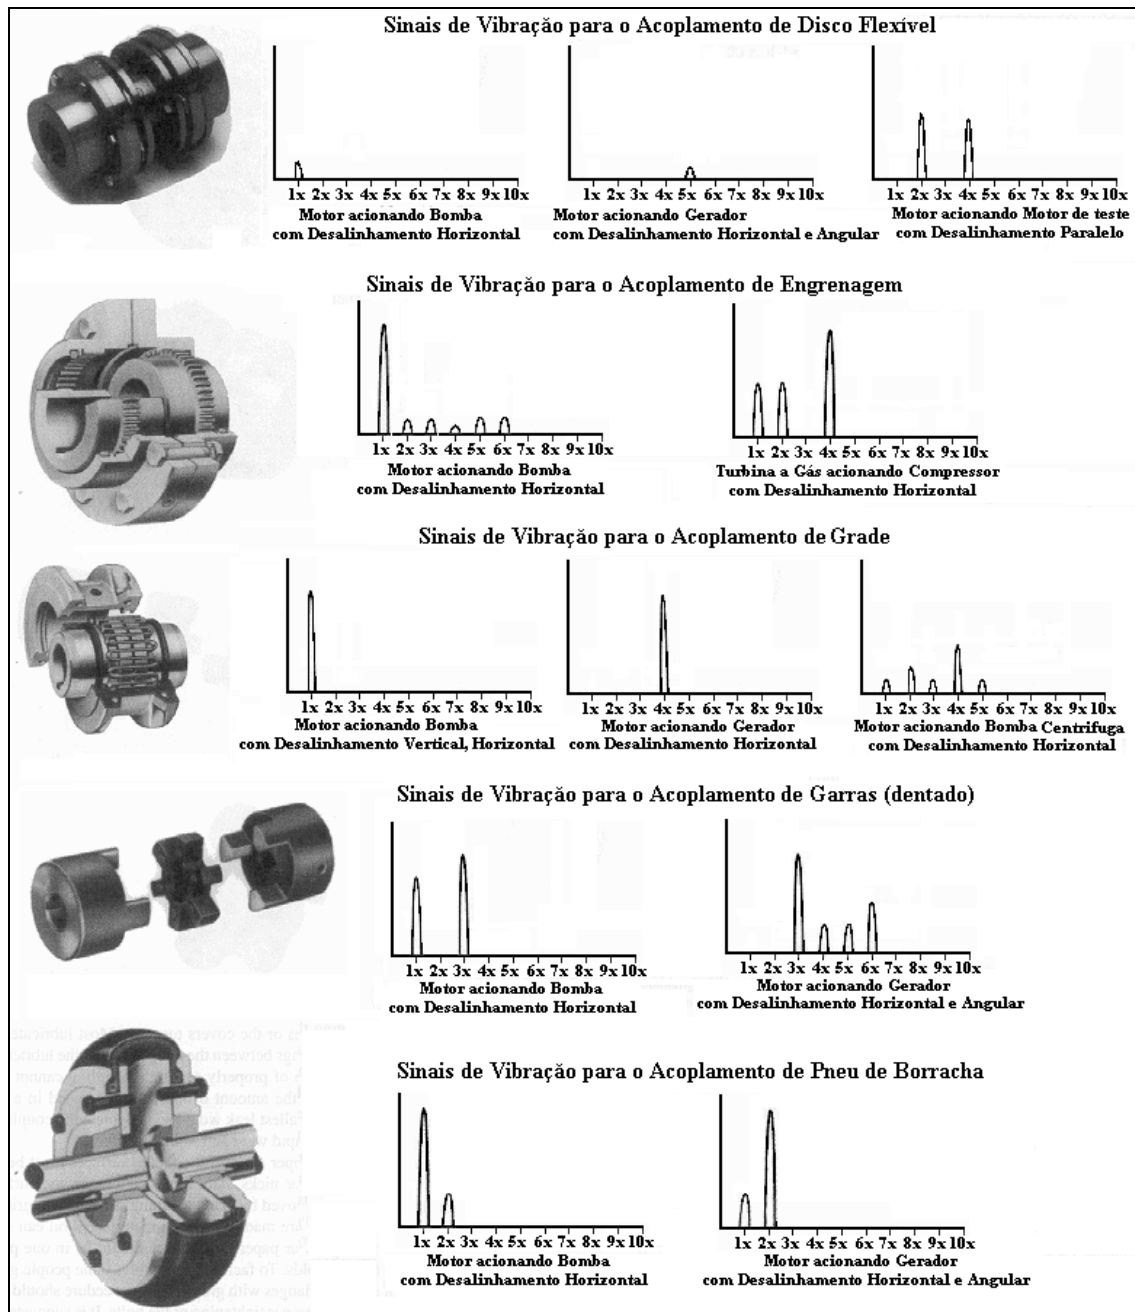 Sinais de Vibração para o Acoplamento de Disco Flexível
1x 2x 3x 4x 5x 6x 7x 8x 9x 10x
Motor acionando Bomba
com Desalinhamento Horizontal
1x 2x 3x 4x 5x 6x 7x 8x 9x 10x
Motor acionando Gerador
com Desalinhamento Horizontal e Angular
1x 2x 3x 4x 5x 6x 7x 8x 9x 10x
Motor acionando Motor de teste
com Desalinhamento Paralelo
Sinais de Vibração para o Acoplamento de Engrenagem
1x 2x 3x 4x 5x 6x 7x 8x 9x 10x
Motor acionando Bomba
com Desalinhamento Horizontal
1x 2x 3x 4x 5x 6x 7x 8x 9x 10x
Turbina a Gás acionando Compressor
com Desalinhamento Horizontal
Sinais de Vibração para o Acoplamento de Grade
1x 2x 3x 4x 5x 6x 7x 8x 9x 10x
Motor acionando Bomba
com Desalinhamento Vertical, Horizontal
1x 2x 3x 4x 5x 6x 7x 8x 9x 10x
Motor acionando Gerador
com Desalinhamento Horizontal
1x 2x 3x 4x 5x 6x 7x 8x 9x 10x
Motor acionando Bomba Centrifuga
com Desalinhamento Horizontal
Sinais de Vibração para o Acoplamento de Garras (dentado)
1x 2x 3x 4x 5x 6x 7x 8x 9x 10x
Motor acionando Bomba
com Desalinhamento Horizontal
1x 2x 3x 4x 5x 6x 7x 8x 9x 10x
Motor acionando Gerador
com Desalinhamento Horizontal e Angular
Sinais de Vibração para o Acoplamento de Pneu de Borracha
1x 2x 3x 4x 5x 6x 7x 8x 9x 10x
Motor acionando Bomba
com Desalinhamento Horizontal
1x 2x 3x 4x 5x 6x 7x 8x 9x 10x
Motor acionando Gerador
com Desalinhamento Horizontal e Angular